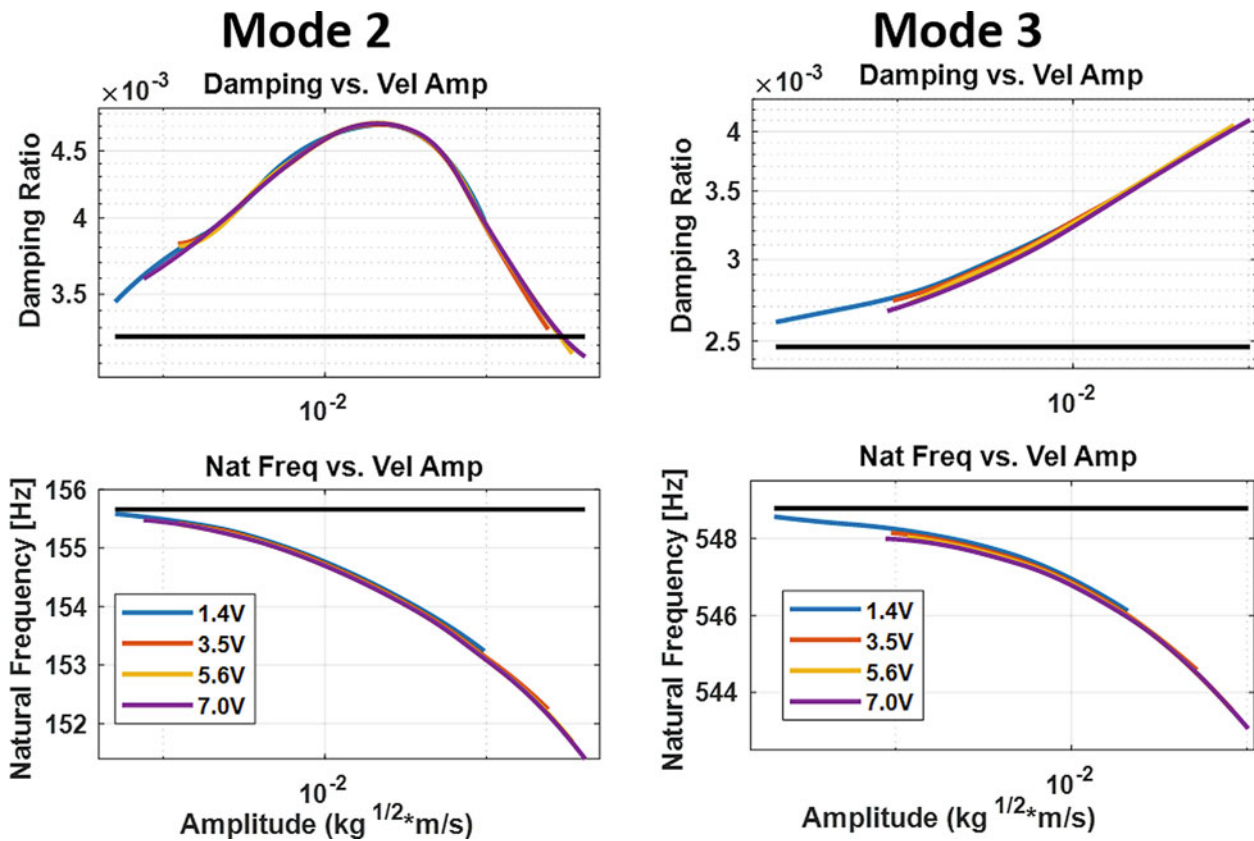 Mode 2
Mode 3
×10⁻³
Damping vs. Vel Amp
Damping Ratio
4.5
4
3.5
10⁻²
×10⁻³
Damping vs. Vel Amp
Damping Ratio
4
3.5
3
2.5
10⁻²
Nat Freq vs. Vel Amp
Natural Frequency [Hz]
156
155
154
153
152
1.4V
3.5V
5.6V
7.0V
10⁻²
Amplitude (kg ^1/2*m/s)
Nat Freq vs. Vel Amp
Natural Frequency [Hz]
548
546
544
1.4V
3.5V
5.6V
7.0V
10⁻²
Amplitude (kg ^1/2*m/s)